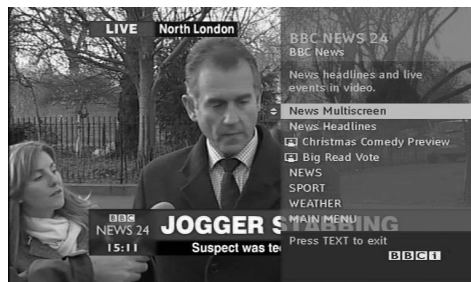 LIVE North London
BBC NEWS 24
BBC News
News headlines and live
events in video.
News Multiscreen
News Headlines
Christmas Comedy Preview
Big Read Vote
NEWS
SPORT
WEATHER
MAIN MENU
Press TEXT to exit
BBC 1
BBC
NEWS 24
15:11
JOGGER STABBING
Suspect was